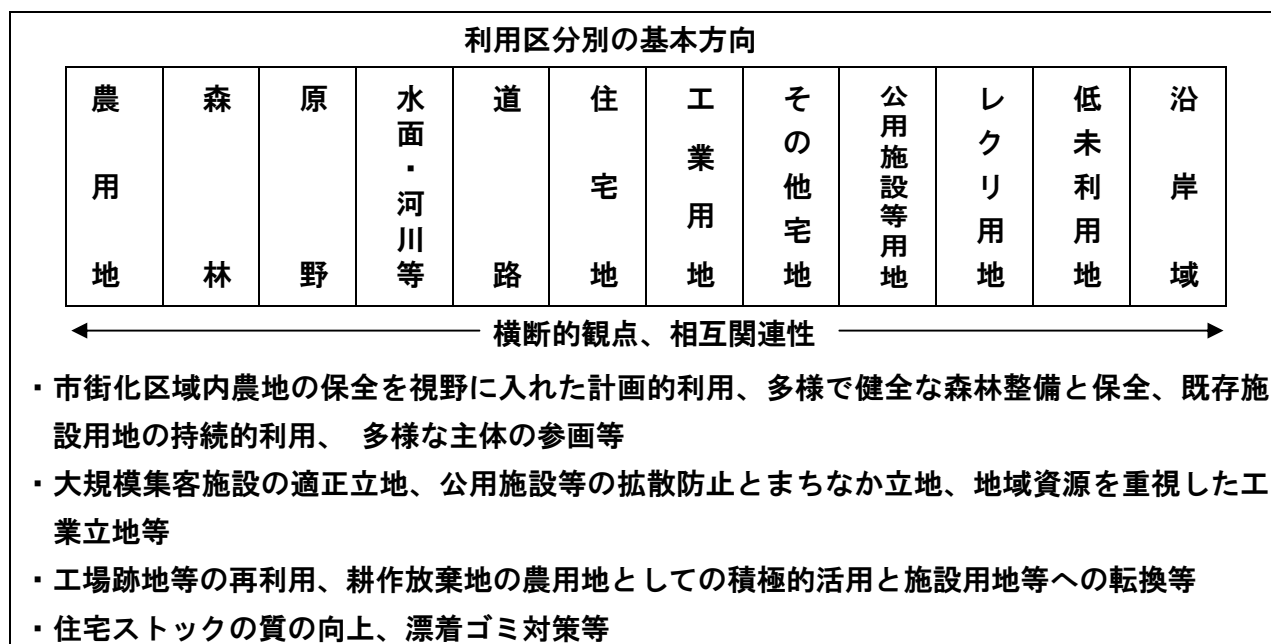 利用区分別の基本方向
農用地
森林
原野
水面・河川等
道路
住宅地
工業用地
その他宅地
公用施設等用地
レクリ用地
低未利用地
沿岸域
横断的観点、相互関連性
・市街化区域内農地の保全を視野に入れた計画的利用、多様で健全な森林整備と保全、既存施
設用地の持続的利用、 多様な主体の参画等
・大規模集客施設の適正立地、公用施設等の拡散防止とまちなか立地、地域資源を重視した工
業立地等
・工場跡地等の再利用、耕作放棄地の農用地としての積極的活用と施設用地等への転換等
・住宅ストックの質の向上、漂着ゴミ対策等